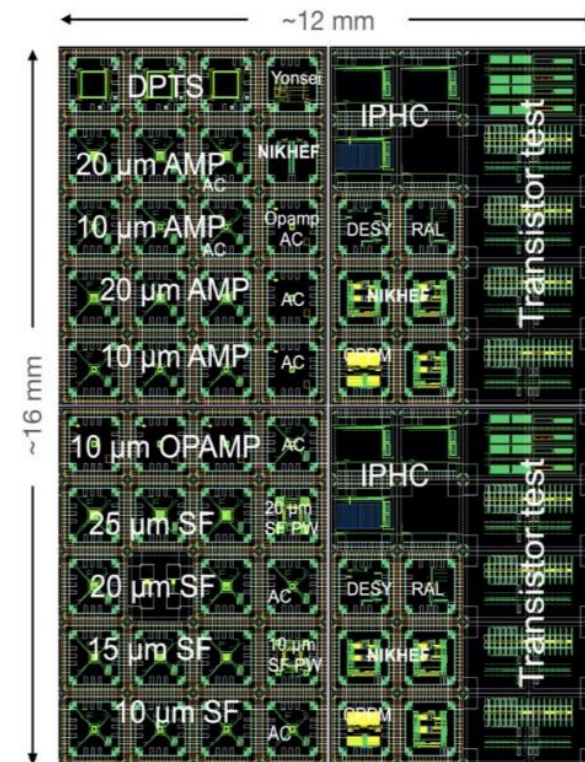 ~12 mm
~16 mm
DPTS
Yonsei
IPHC
Transistor test
20 µm AMP
AC
NIKHEF
10 µm AMP
AC
Opamp
AC
DESY
RAL
20 µm AMP
AC
NIKHEF
10 µm AMP
AC
CPPM
10 µm OPAMP
AC
IPHC
Transistor test
25 µm SF
20 µm
SF PW
20 µm SF
AC
DESY
RAL
15 µm SF
10 µm
SF PW
NIKHEF
10 µm SF
AC
CPPM